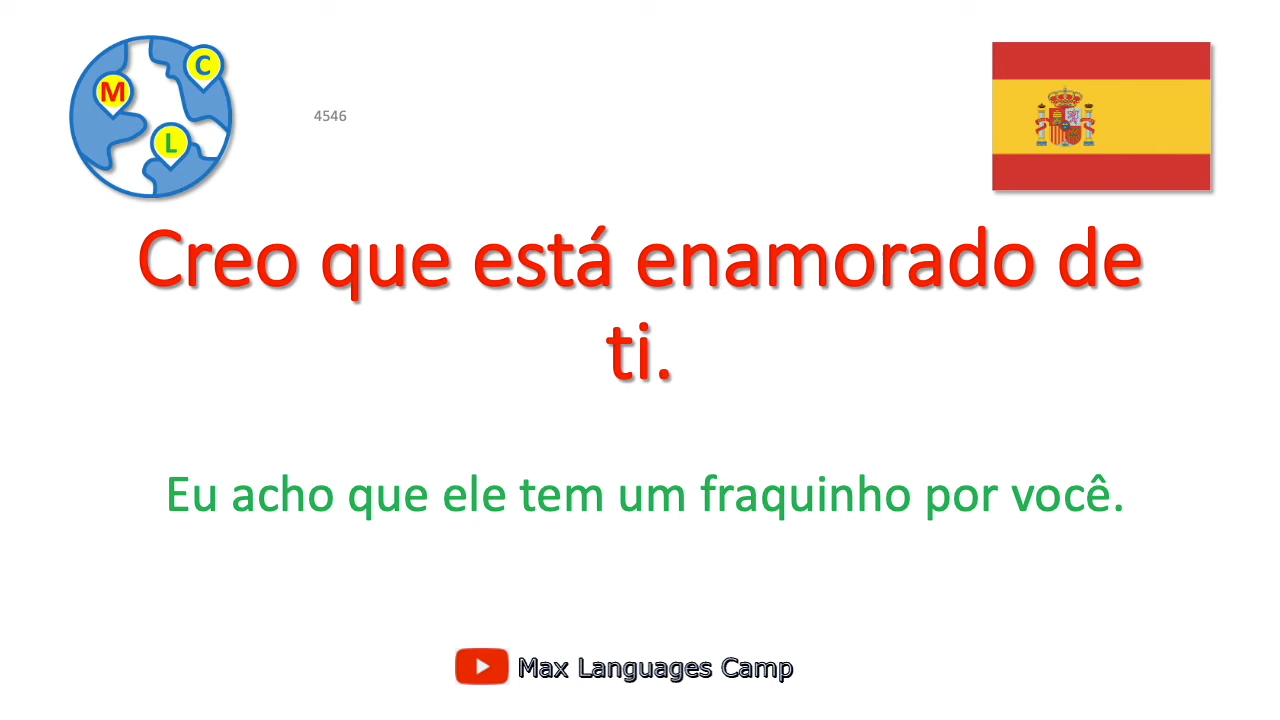 M
C
L
4546
Creo que está enamorado de
ti.
Eu acho que ele tem um fraquinho por você.
Max Languages Camp